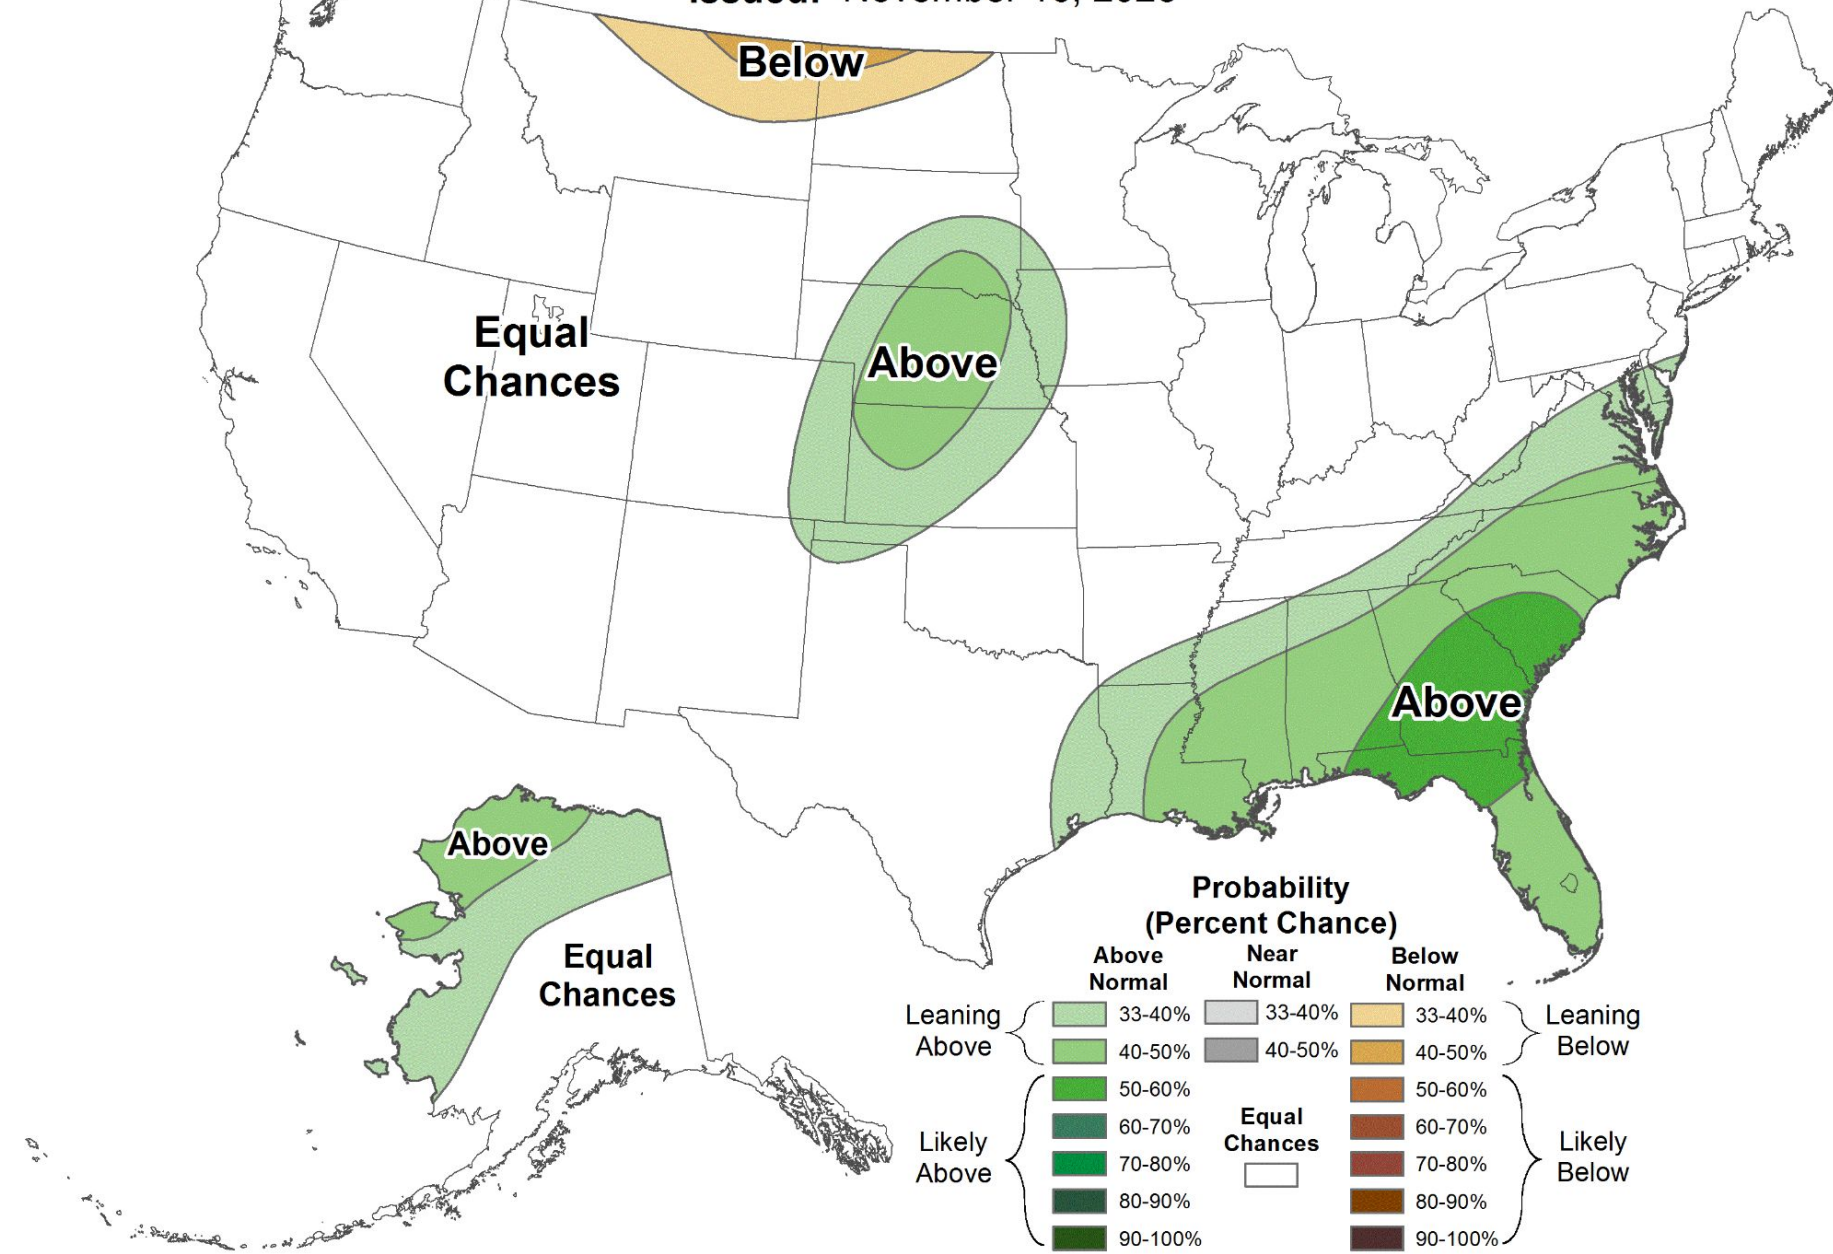 Issued: November
Below
Equal
Chances
Above
Above
Above
Equal
Chances
Probability
(Percent Chance)
Above
Normal
Near
Normal
Below
Normal
Leaning
Above
33-40%
33-40%
33-40%
Leaning
Below
40-50%
40-50%
40-50%
50-60%
50-60%
60-70%
Equal
Chances
60-70%
Likely
Above
70-80%
70-80%
Likely
Below
80-90%
80-90%
90-100%
90-100%